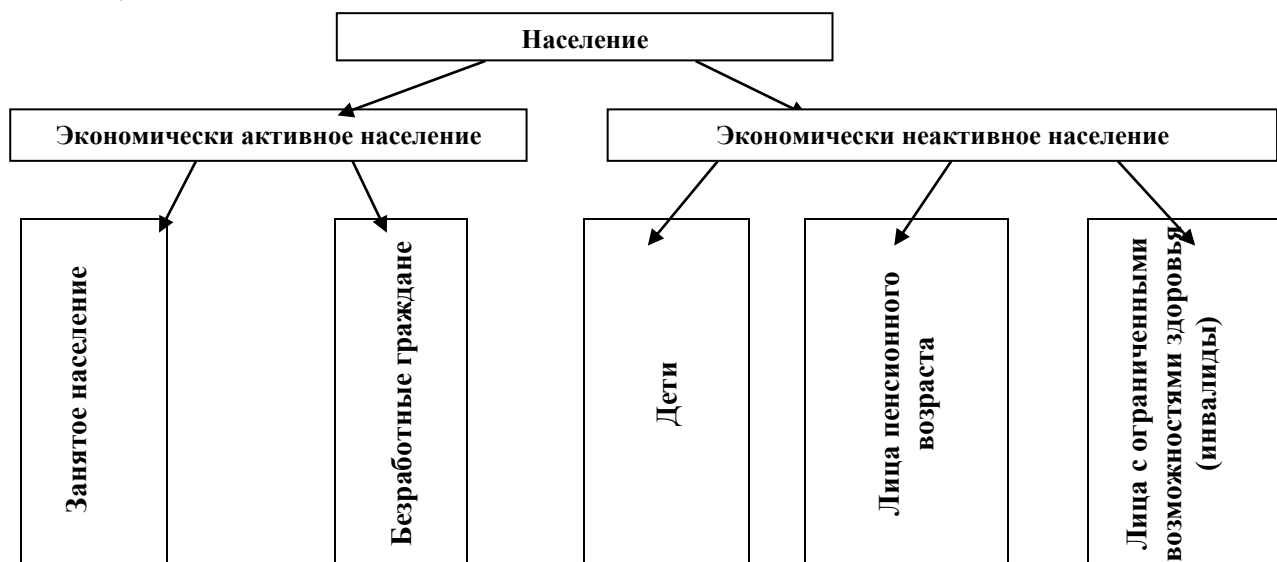 Население
Экономически активное население
Экономически неактивное население
Занятое население
Безработные граждане
Дети
Лица пенсионного
возраста
Лица с ограниченными
возможностями здоровья
(инвалиды)